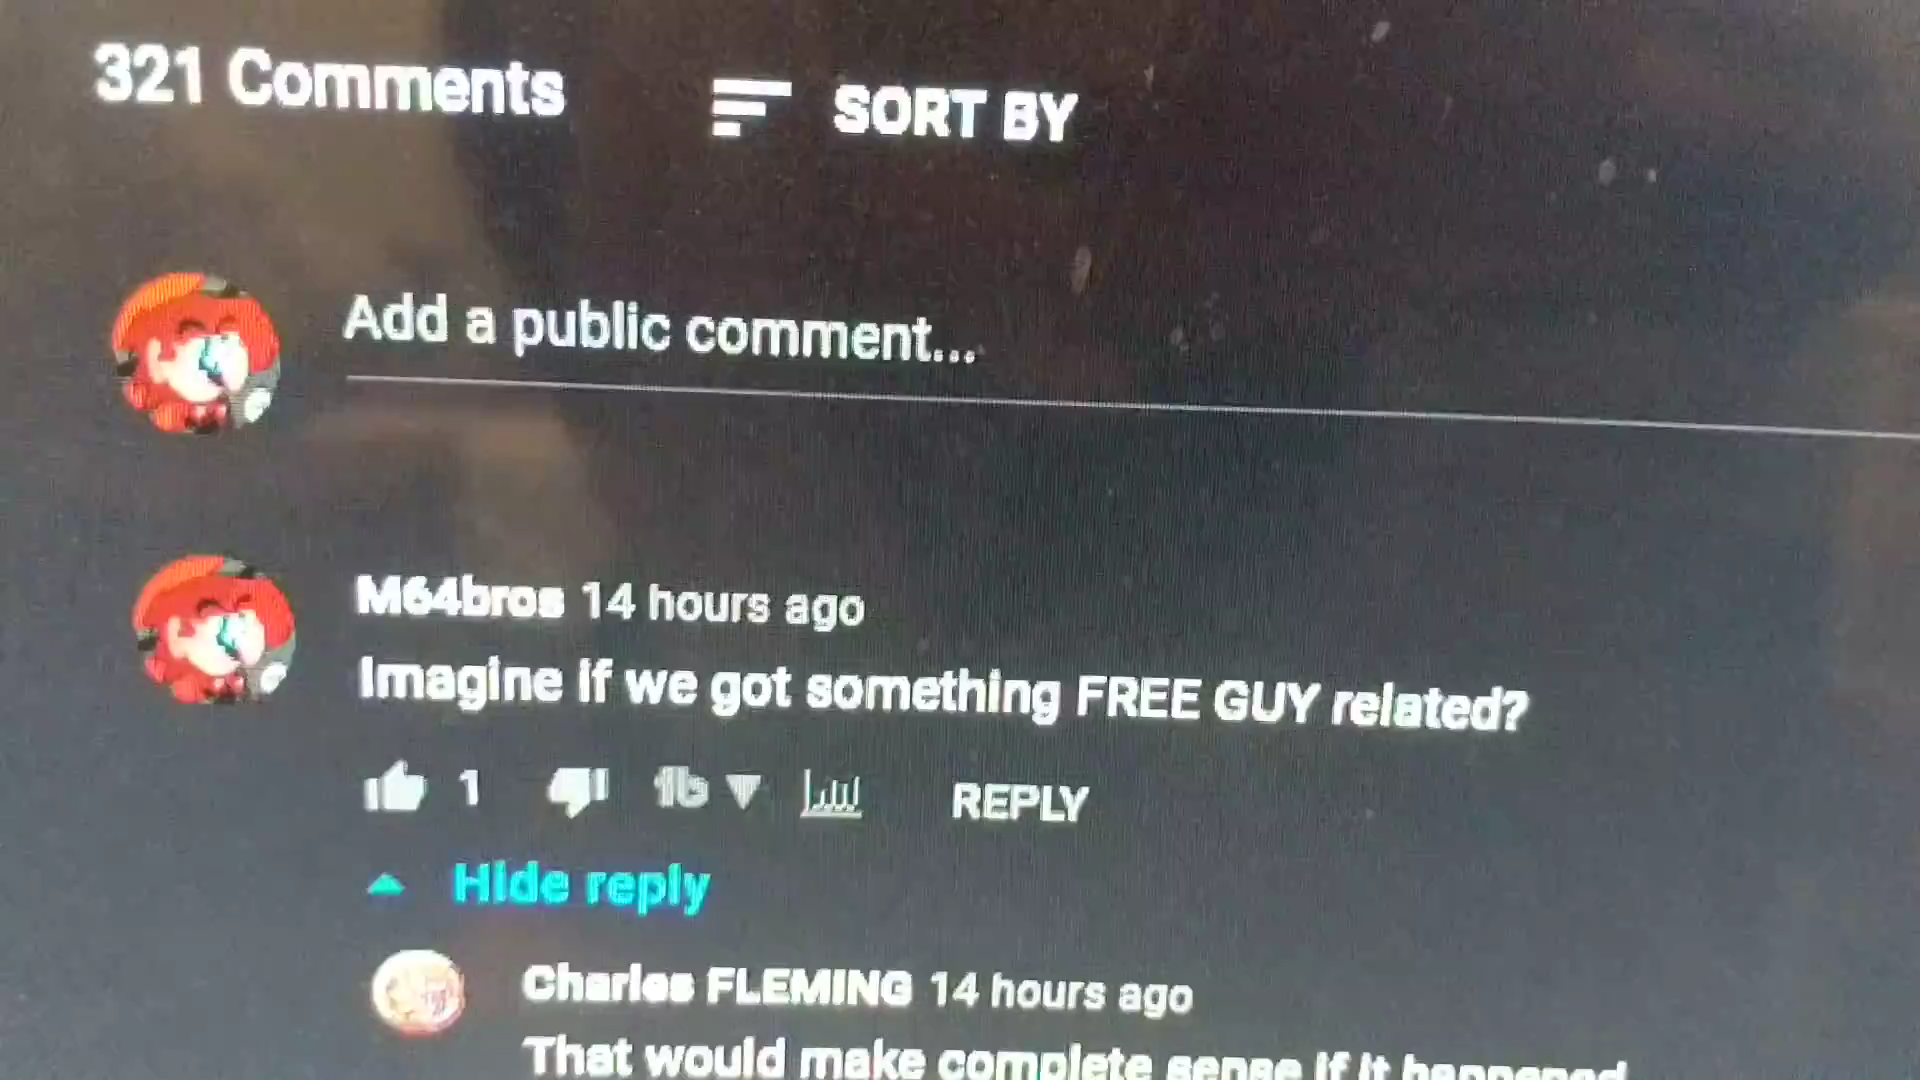 321 Comments
SORT BY
Add a public comment...
M64bros 14 hours ago
Imagine if we got something FREE GUY related?
1
REPLY
Hide reply
Charles FLEMING 14 hours ago
That would make complete sense if it happened